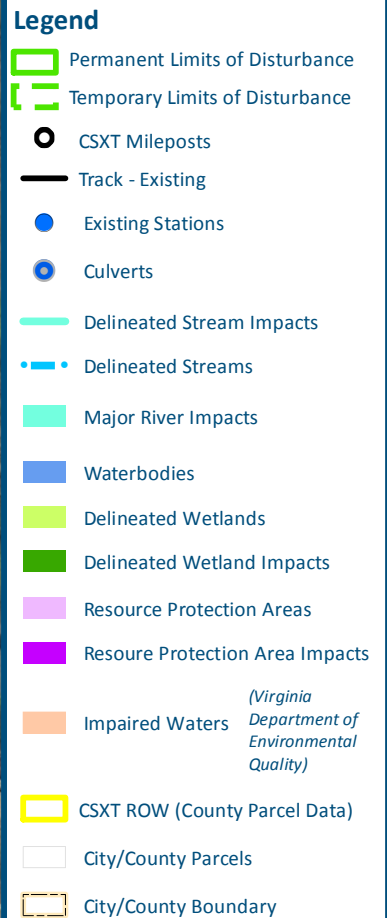 Legend
Permanent Limits of Disturbance
Temporary Limits of Disturbance
CSXT Mileposts
Track - Existing
Existing Stations
Culverts
Delineated Stream Impacts
Delineated Streams
Major River Impacts
Waterbodies
Delineated Wetlands
Delineated Wetland Impacts
Resource Protection Areas
Resoure Protection Area Impacts
Impaired Waters
(Virginia
Department of
Environmental
Quality)
CSXT ROW (County Parcel Data)
City/County Parcels
City/County Boundary